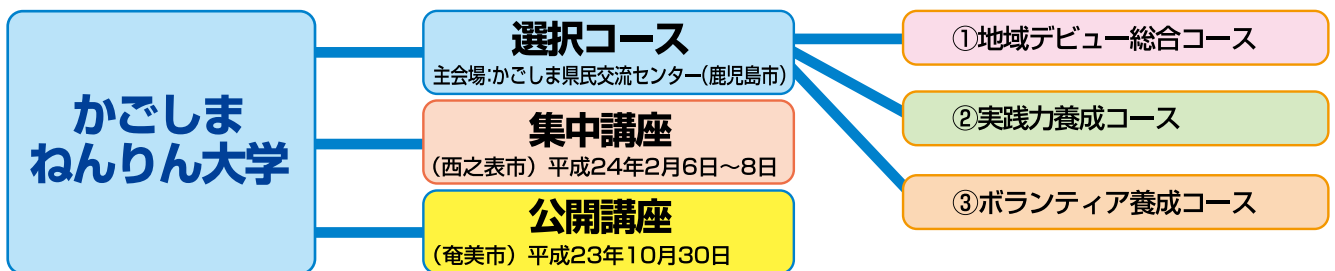 かごしま
ねんりん大学
選択コース
主会場:かごしま県民交流センター(鹿児島市)
集中講座
(西之表市)平成24年2月6日〜8日
公開講座
(奄美市)平成23年10月30日
①地域デビュー総合コース
②実践力養成コース
③ボランティア養成コース